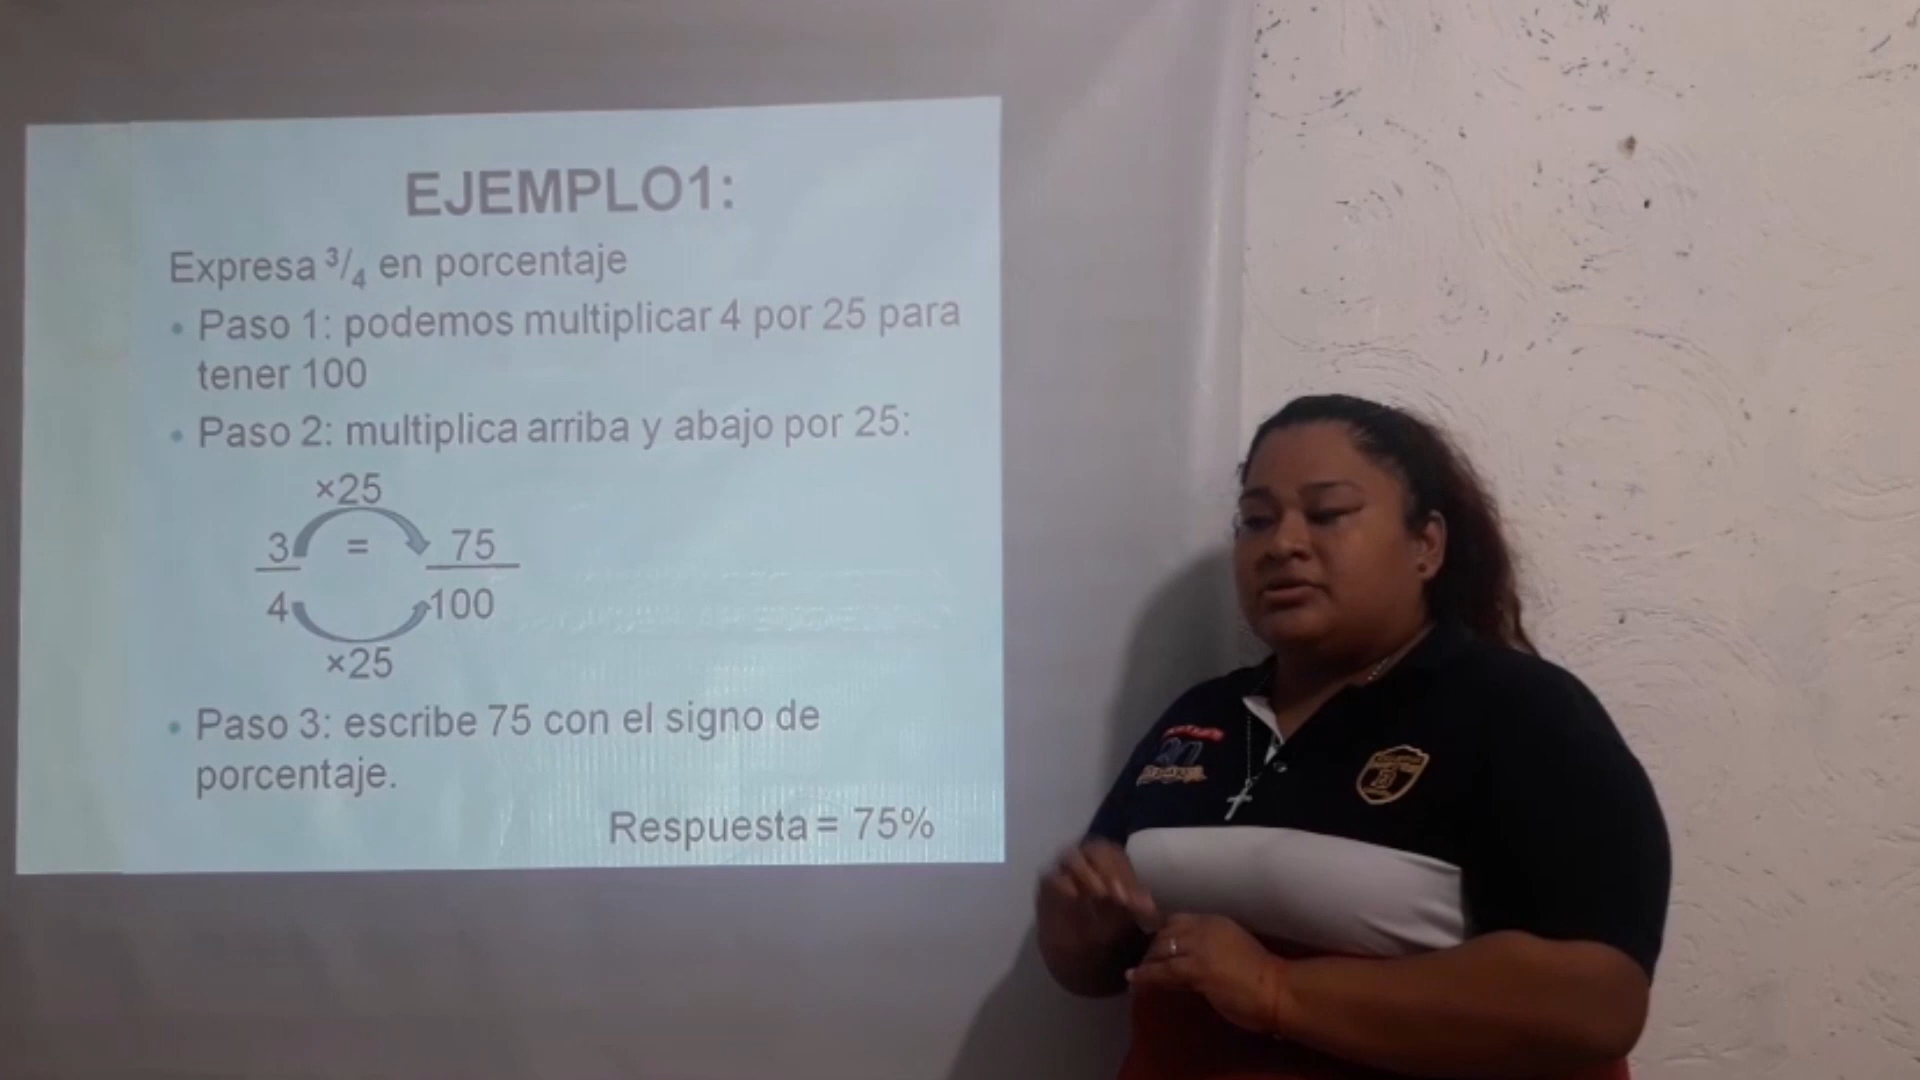 EJEMPLO1:
Expresa 3/4 en porcentaje
• Paso 1: podemos multiplicar 4 por 25 para
tener 100
• Paso 2: multiplica arriba y abajo por 25:
×25
3 = 75
4 100
×25
• Paso 3: escribe 75 con el signo de
porcentaje.
Respuesta = 75%